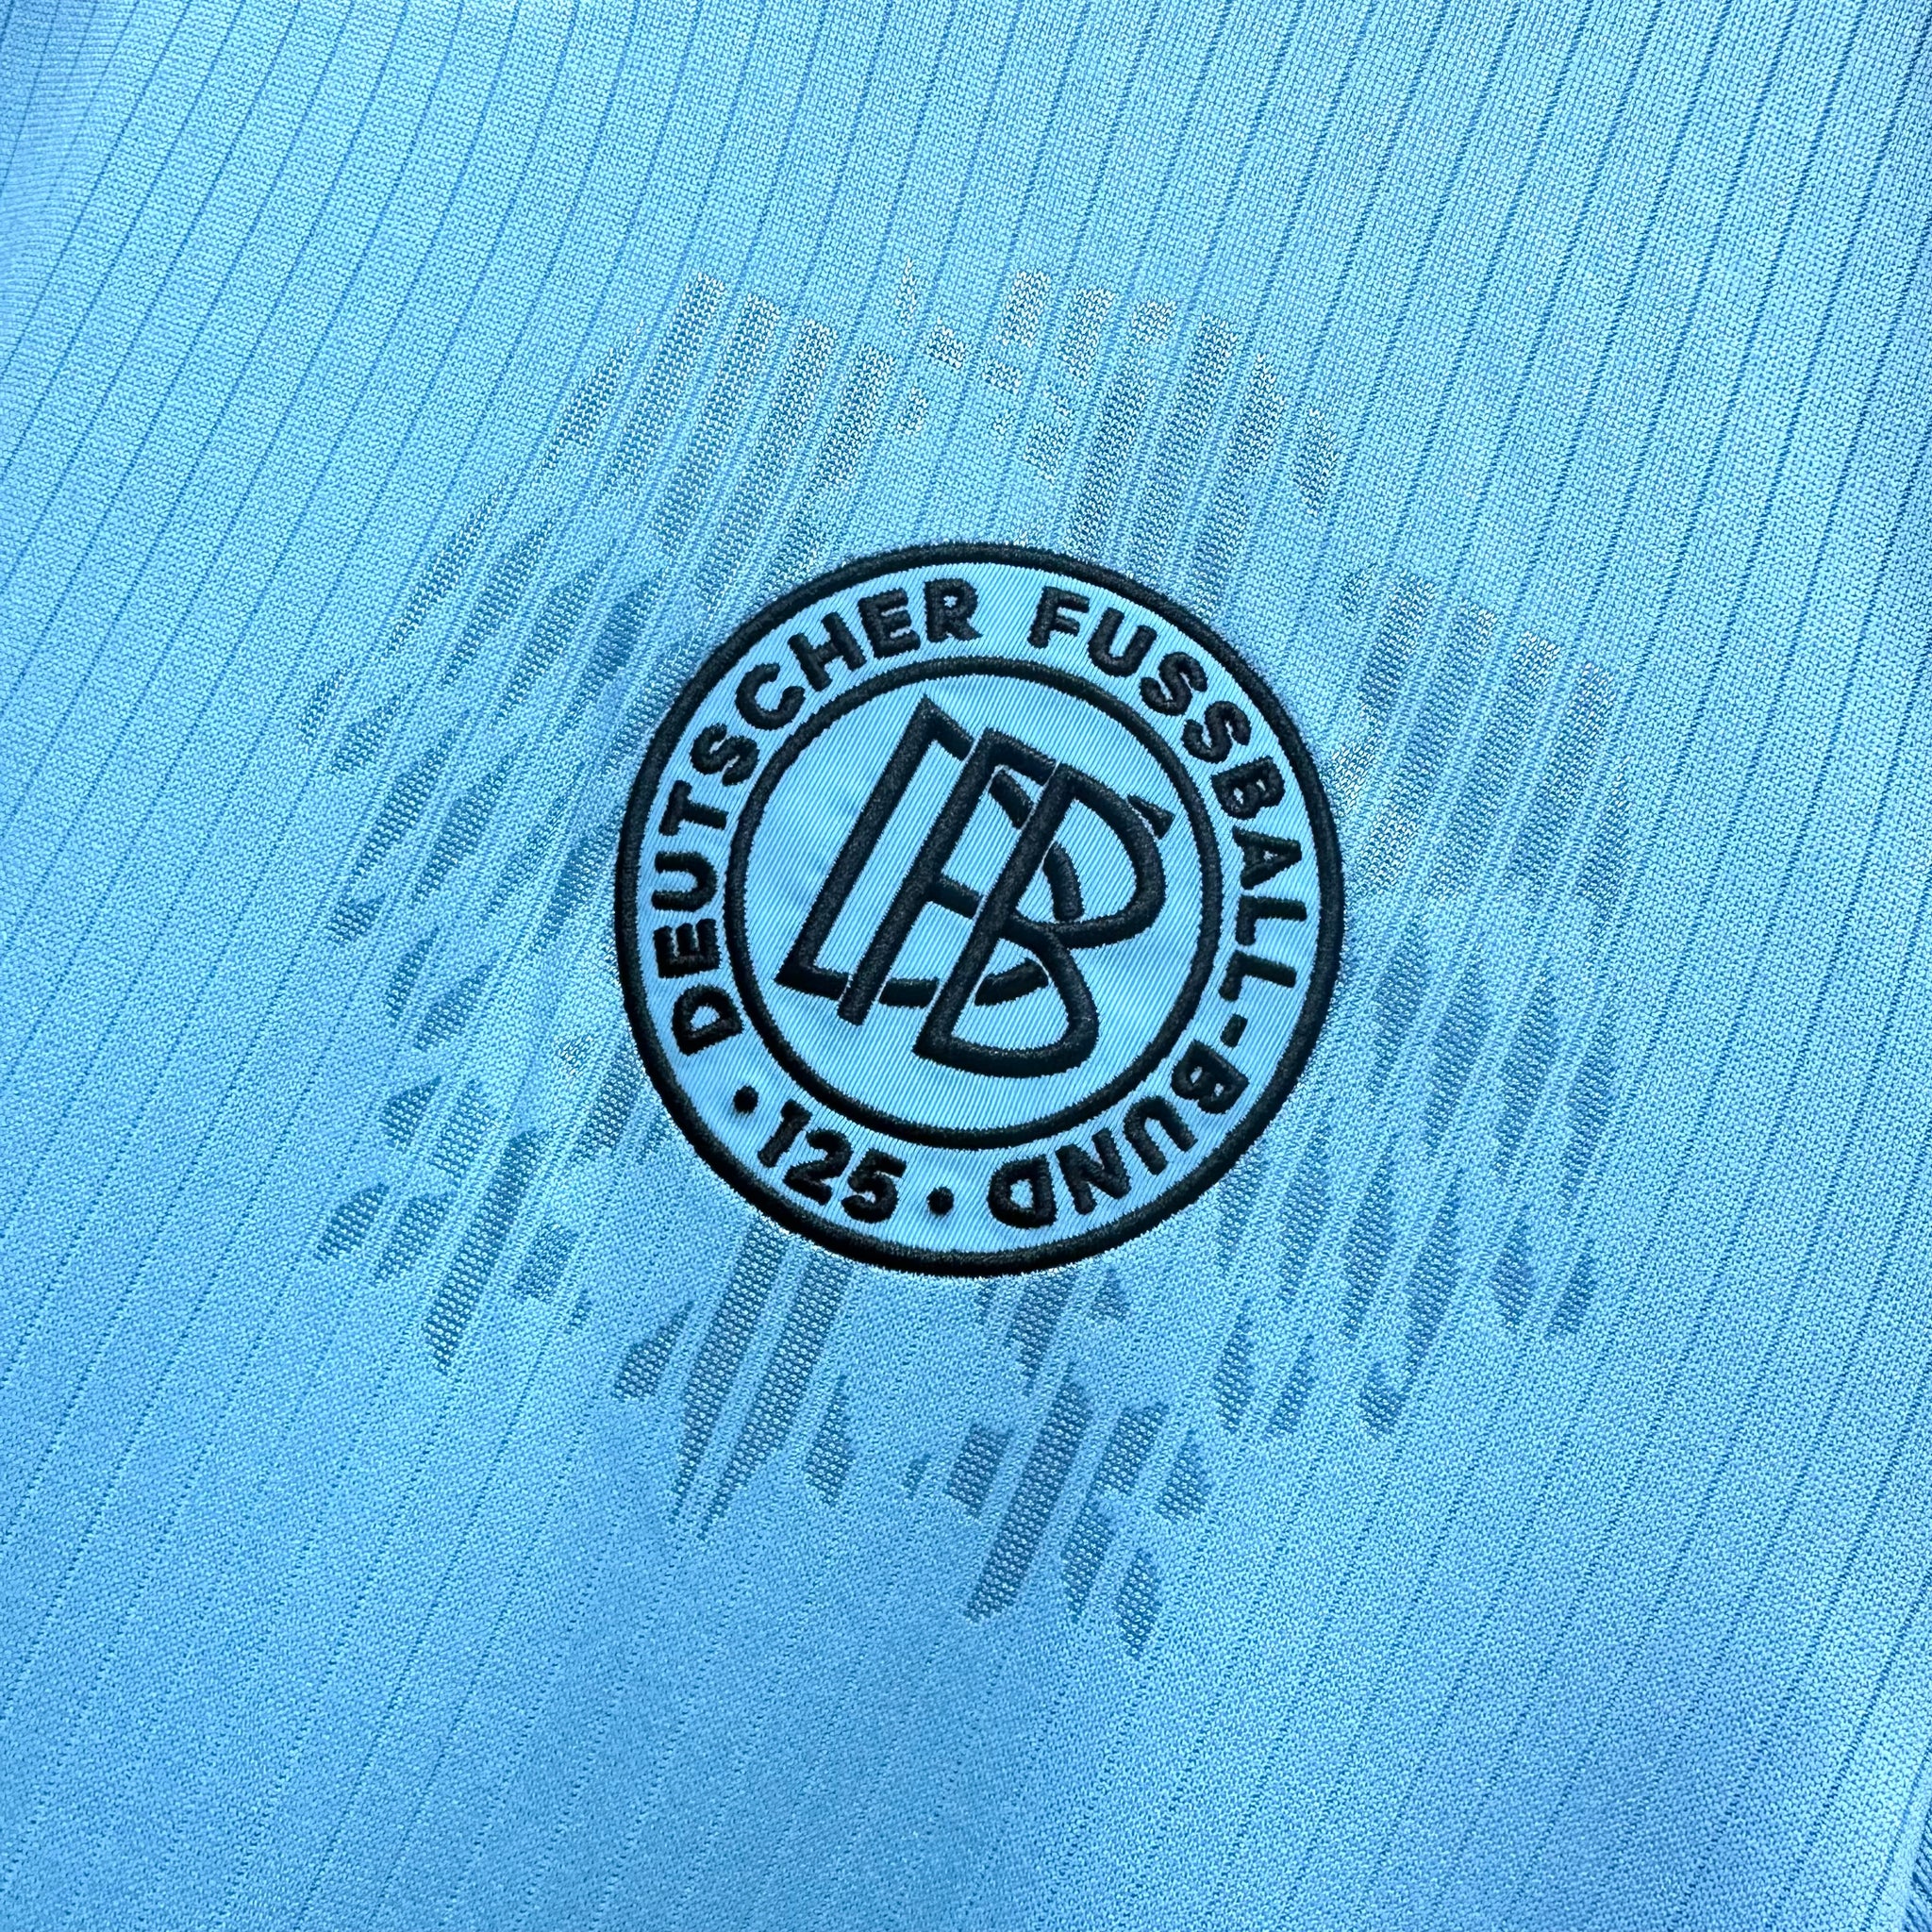 DEUTSCHER FUSSBALL-BUND
• 125 •
DFB